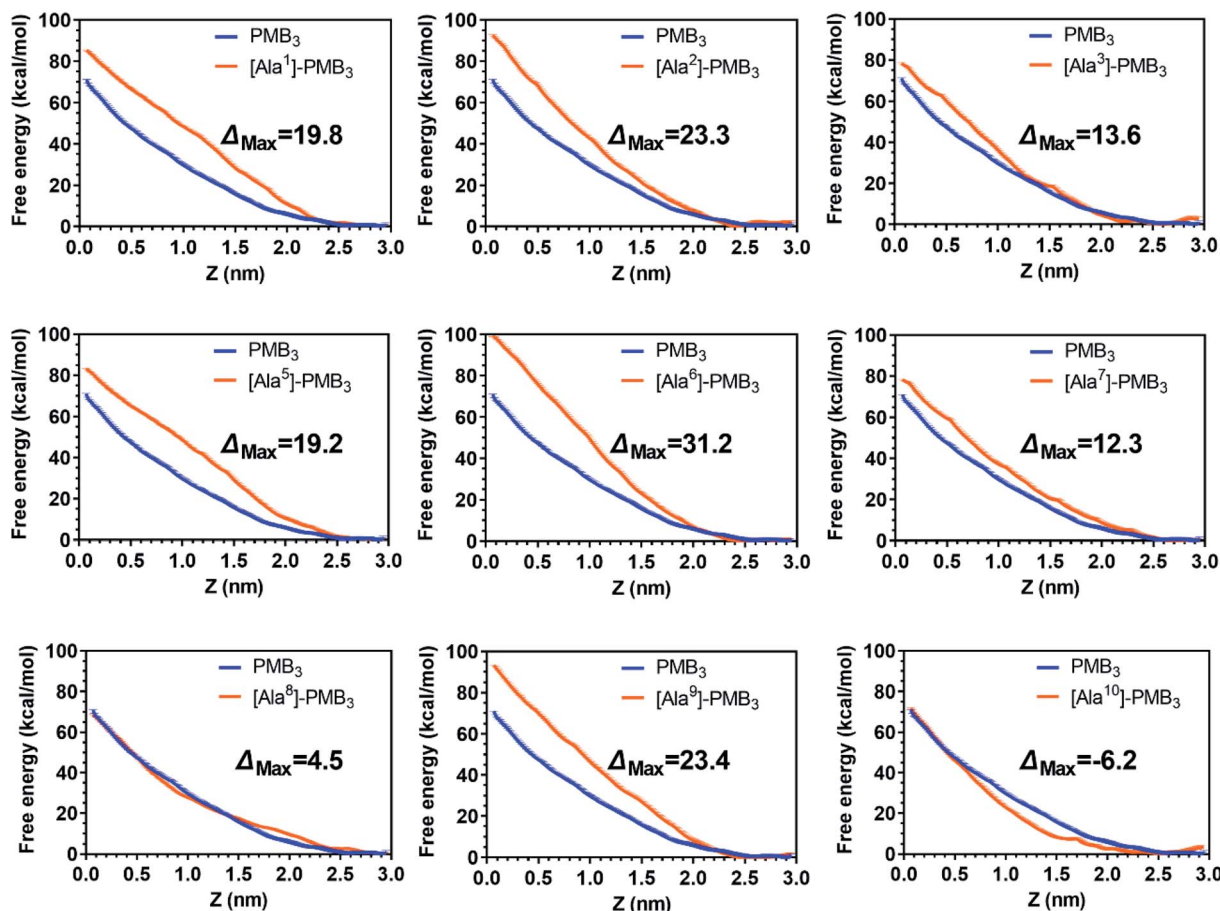 Free energy (kcal/mol)
100
80
60
40
20
0
PMB₃
[Ala¹]-PMB₃
Δ_Max=19.8
0.0 0.5 1.0 1.5 2.0 2.5 3.0
Z (nm)
Free energy (kcal/mol)
100
80
60
40
20
0
PMB₃
[Ala²]-PMB₃
Δ_Max=23.3
0.0 0.5 1.0 1.5 2.0 2.5 3.0
Z (nm)
Free energy (kcal/mol)
100
80
60
40
20
0
PMB₃
[Ala³]-PMB₃
Δ_Max=13.6
0.0 0.5 1.0 1.5 2.0 2.5 3.0
Z (nm)
Free energy (kcal/mol)
100
80
60
40
20
0
PMB₃
[Ala⁵]-PMB₃
Δ_Max=19.2
0.0 0.5 1.0 1.5 2.0 2.5 3.0
Z (nm)
Free energy (kcal/mol)
100
80
60
40
20
0
PMB₃
[Ala⁶]-PMB₃
Δ_Max=31.2
0.0 0.5 1.0 1.5 2.0 2.5 3.0
Z (nm)
Free energy (kcal/mol)
100
80
60
40
20
0
PMB₃
[Ala⁷]-PMB₃
Δ_Max=12.3
0.0 0.5 1.0 1.5 2.0 2.5 3.0
Z (nm)
Free energy (kcal/mol)
100
80
60
40
20
0
PMB₃
[Ala⁸]-PMB₃
Δ_Max=4.5
0.0 0.5 1.0 1.5 2.0 2.5 3.0
Z (nm)
Free energy (kcal/mol)
100
80
60
40
20
0
PMB₃
[Ala⁹]-PMB₃
Δ_Max=23.4
0.0 0.5 1.0 1.5 2.0 2.5 3.0
Z (nm)
Free energy (kcal/mol)
100
80
60
40
20
0
PMB₃
[Ala¹⁰]-PMB₃
Δ_Max=-6.2
0.0 0.5 1.0 1.5 2.0 2.5 3.0
Z (nm)